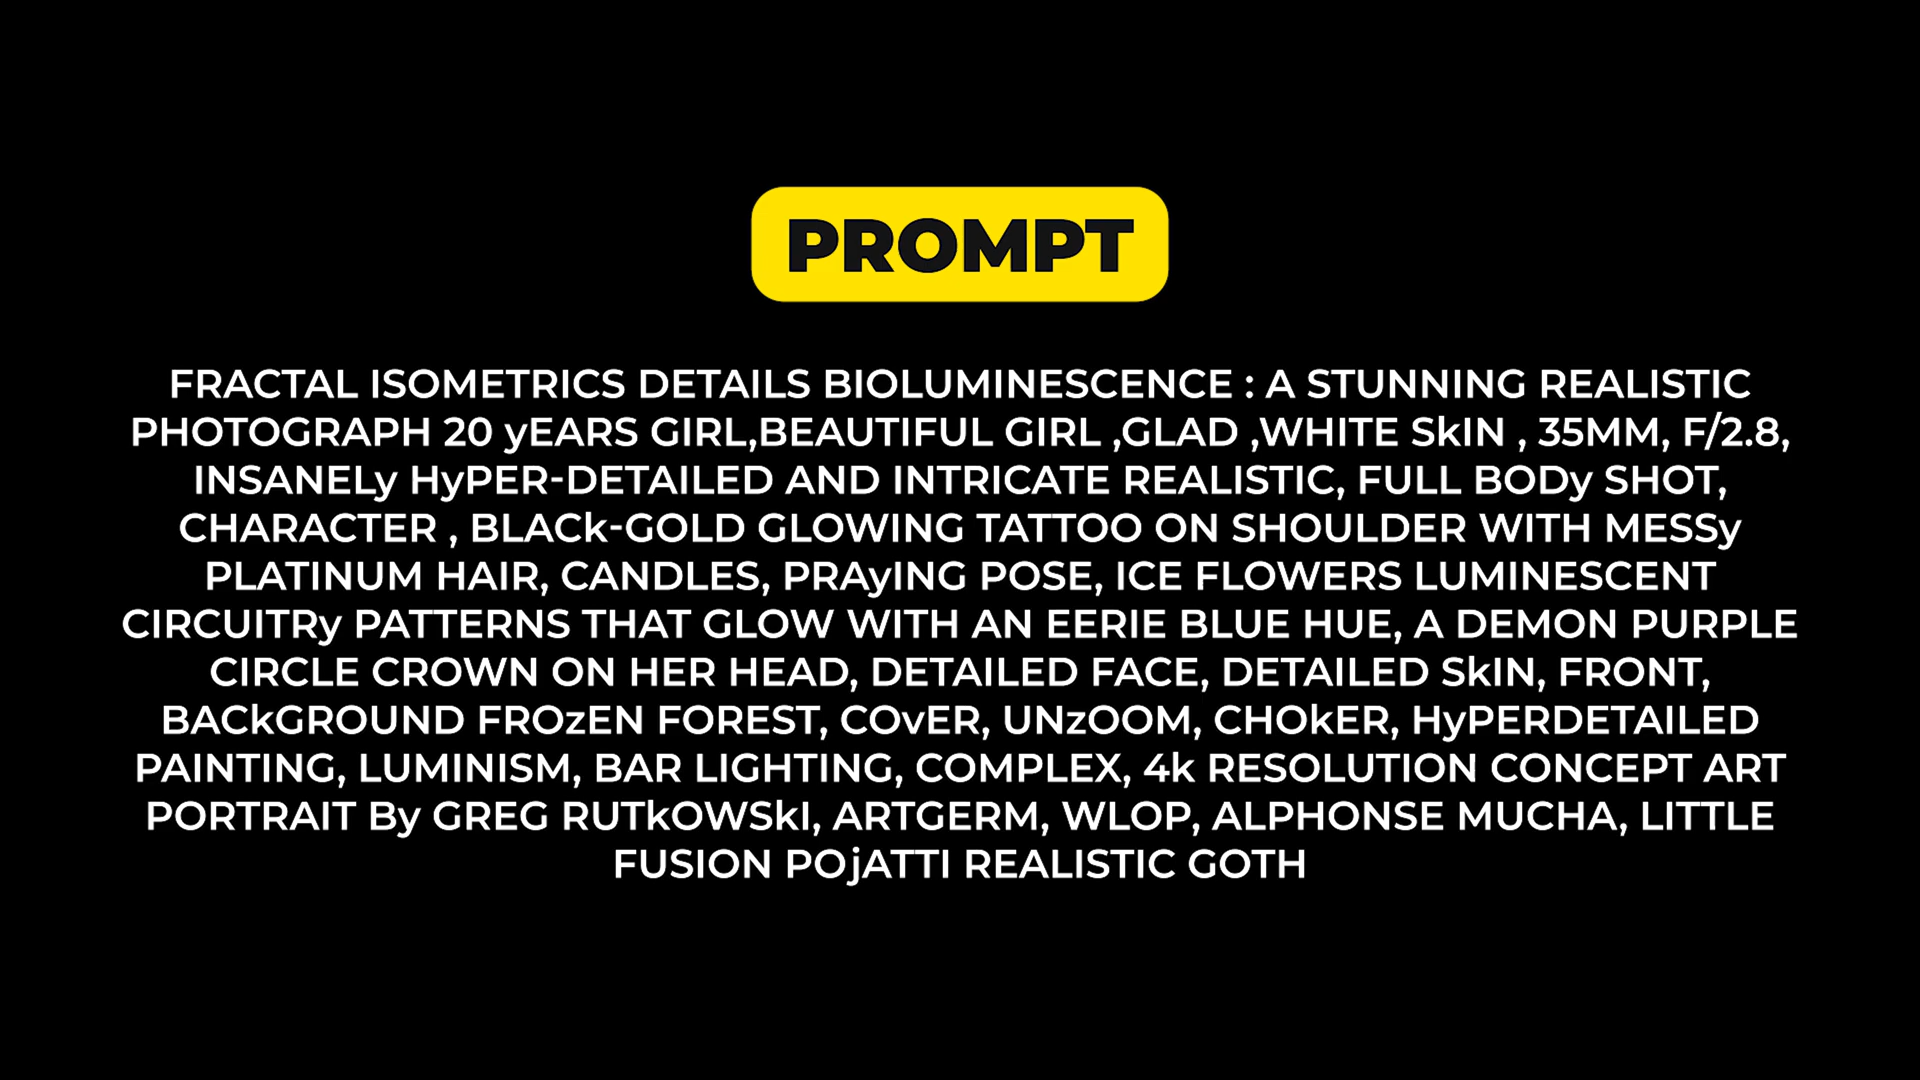 PROMPT
FRACTAL ISOMETRICS DETAILS BIOLUMINESCENCE : A STUNNING REALISTIC
PHOTOGRAPH 20 yEARS GIRL,BEAUTIFUL GIRL ,GLAD ,WHITE SkIN , 35MM, F/2.8,
INSANELy HyPER-DETAILED AND INTRICATE REALISTIC, FULL BODy SHOT,
CHARACTER , BLACk-GOLD GLOWING TATTOO ON SHOULDER WITH MESSy
PLATINUM HAIR, CANDLES, PRAyING POSE, ICE FLOWERS LUMINESCENT
CIRCUITRy PATTERNS THAT GLOW WITH AN EERIE BLUE HUE, A DEMON PURPLE
CIRCLE CROWN ON HER HEAD, DETAILED FACE, DETAILED SkIN, FRONT,
BACkGROUND FROzEN FOREST, COvER, UNzOOM, CHOkER, HyPERDETAILED
PAINTING, LUMINISM, BAR LIGHTING, COMPLEX, 4k RESOLUTION CONCEPT ART
PORTRAIT By GREG RUTkOWSkI, ARTGERM, WLOP, ALPHONSE MUCHA, LITTLE
FUSION POjATTI REALISTIC GOTH